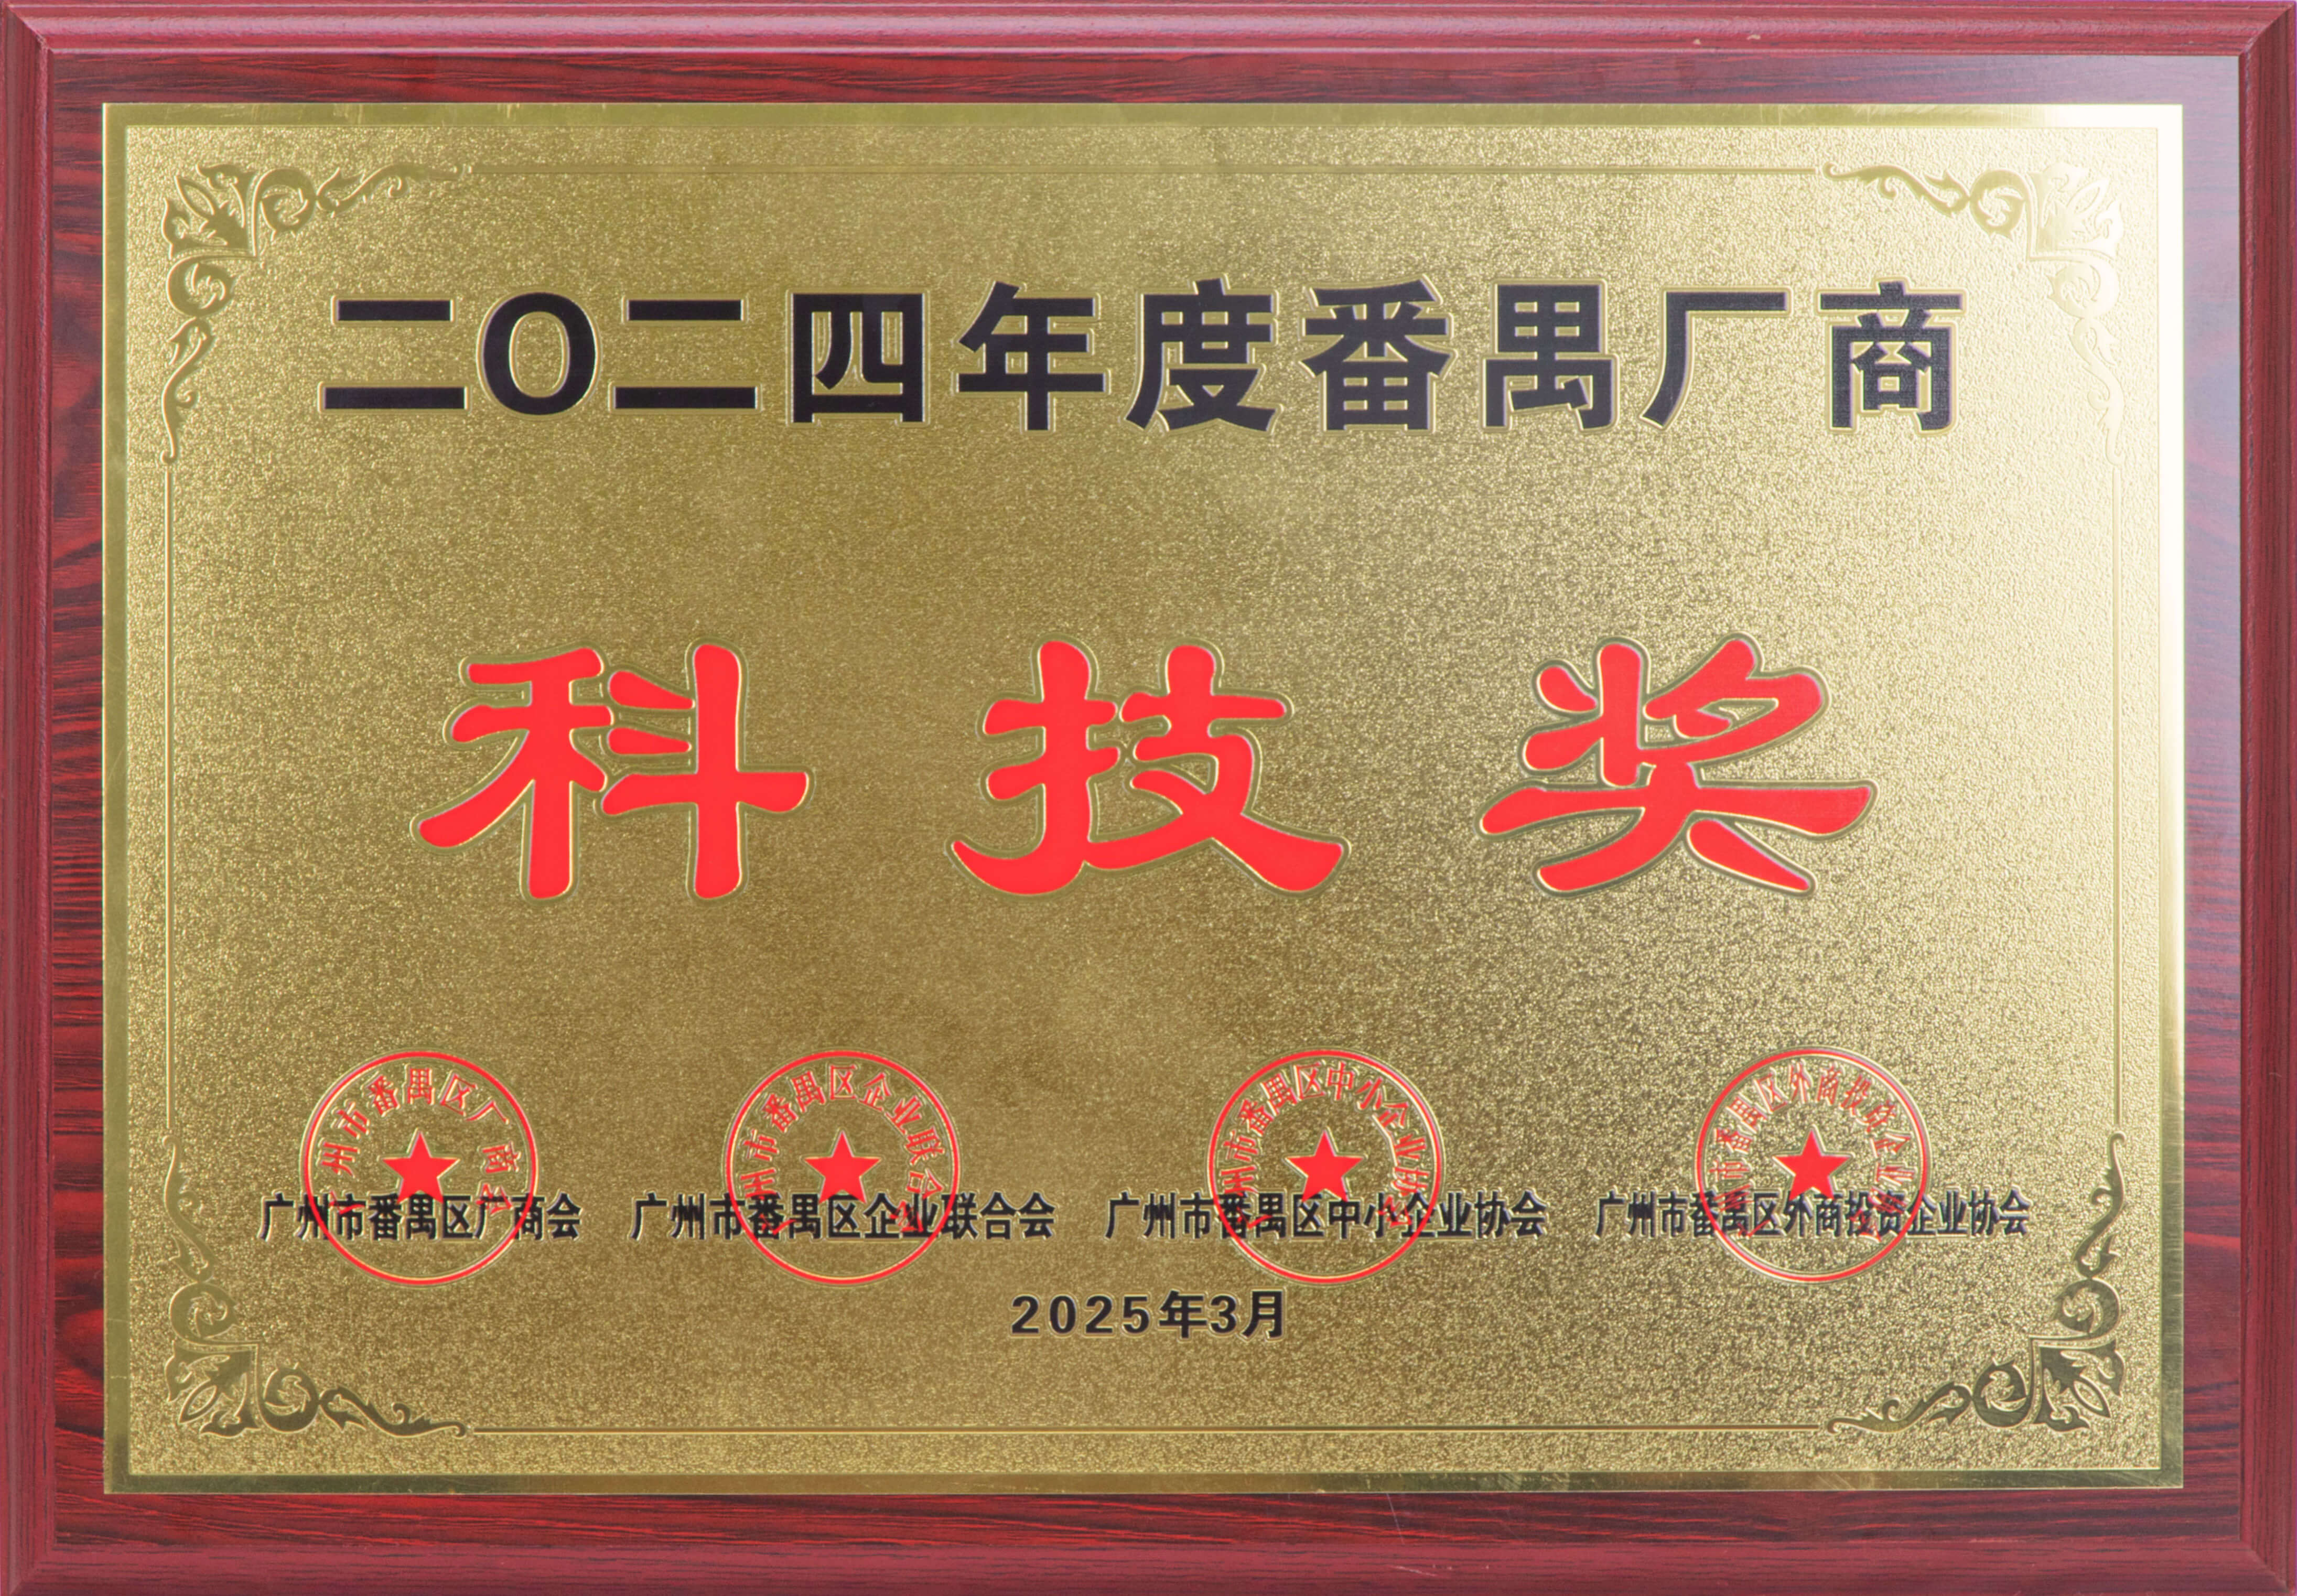 二〇二四年度番禺厂商
科技奖
广州市番禺区厂商会 广州市番禺区企业联合会 广州市番禺区中小企业协会 广州市番禺区外商投资企业协会
2025年3月